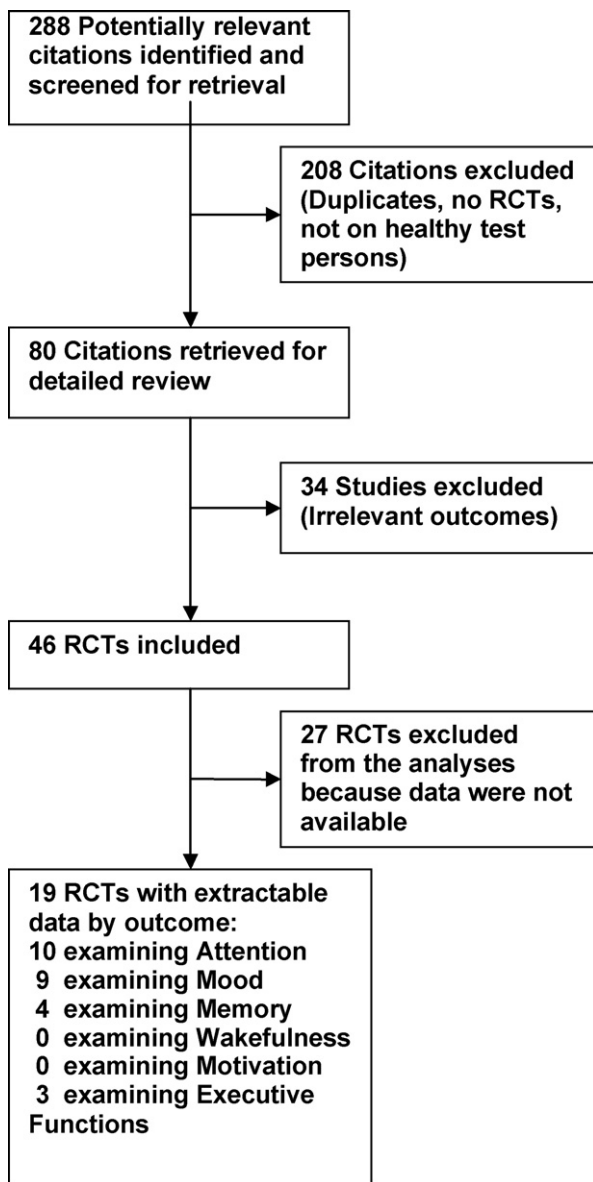 288 Potentially relevant
citations identified and
screened for retrieval
208 Citations excluded
(Duplicates, no RCTs,
not on healthy test
persons)
80 Citations retrieved for
detailed review
34 Studies excluded
(Irrelevant outcomes)
46 RCTs included
27 RCTs excluded
from the analyses
because data were not
available
19 RCTs with extractable
data by outcome:
10 examining Attention
9 examining Mood
4 examining Memory
0 examining Wakefulness
0 examining Motivation
3 examining Executive
Functions